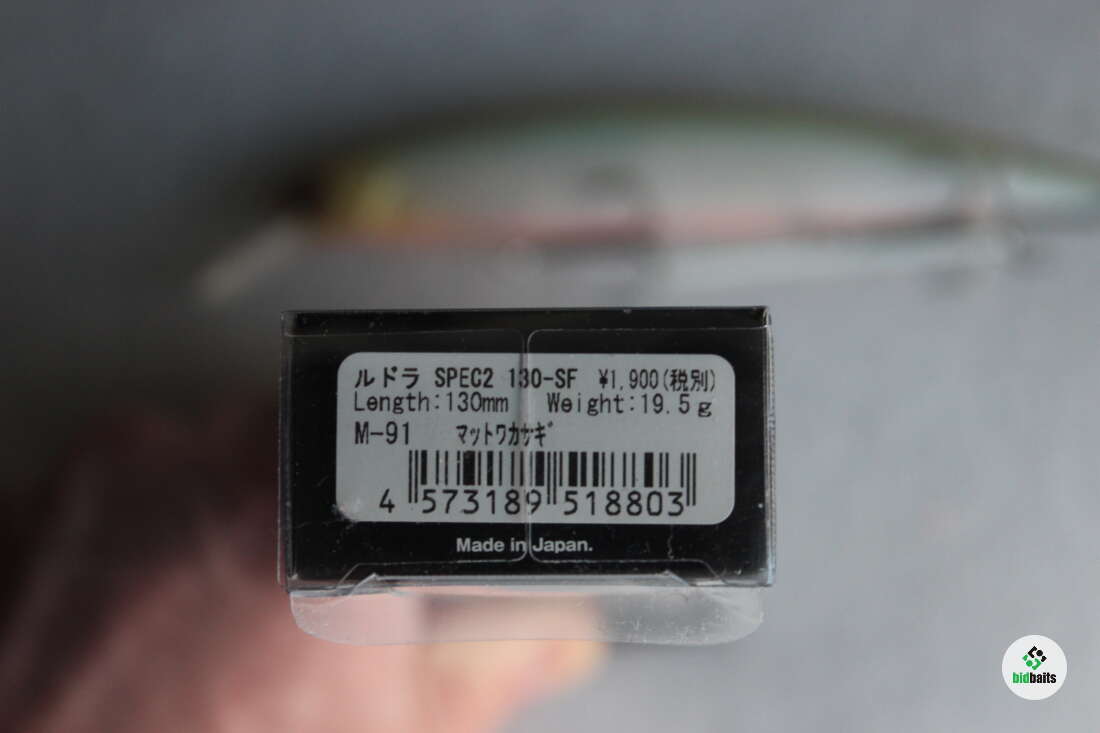 ルドラ SPEC2 130-SF ¥1,900(税別)
Length:130mm Weight:19.5g
M-91 マットワカサギ
4 573189 518803
Made in Japan.
bidbaits